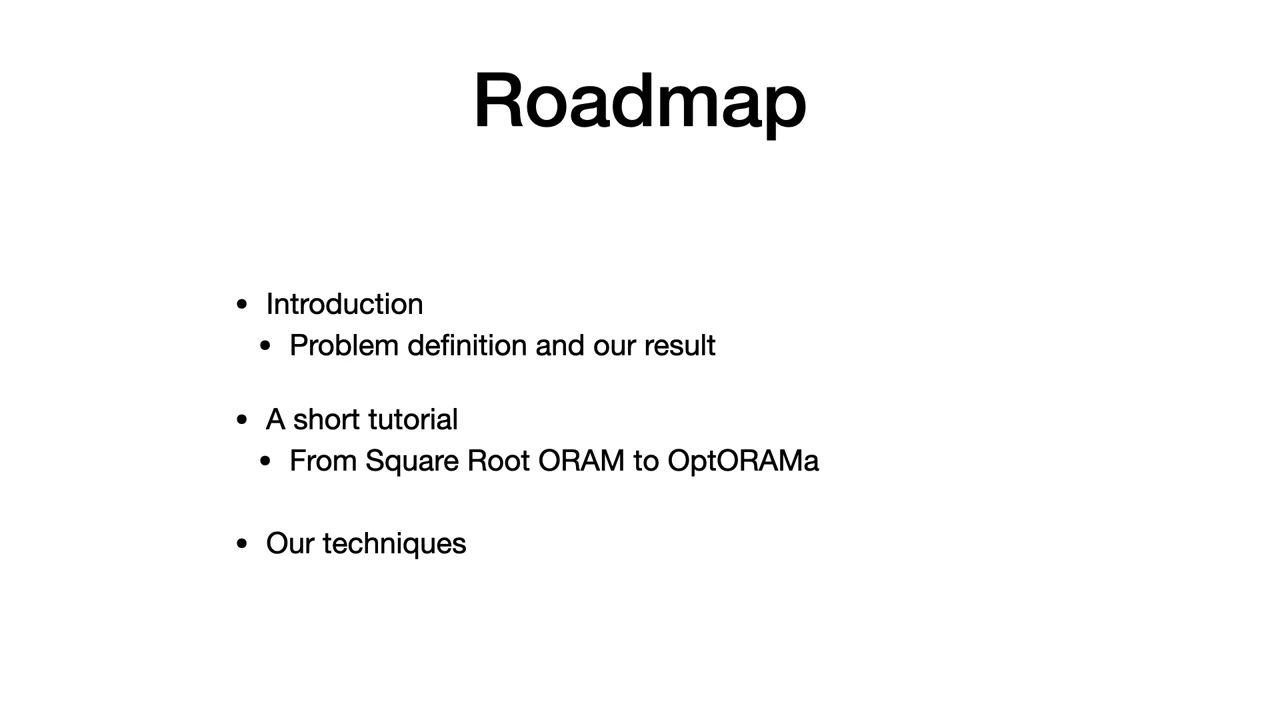 Roadmap
• Introduction
• Problem definition and our result
• A short tutorial
• From Square Root ORAM to OptORAMa
• Our techniques